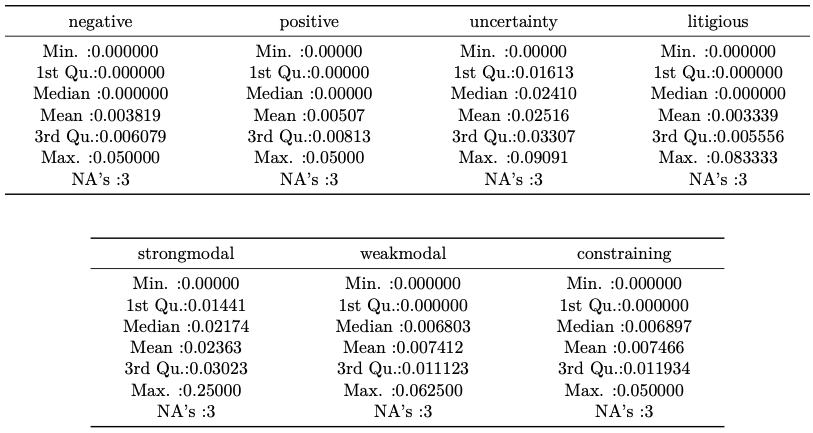 negative positive uncertainty litigious
Min. :0.000000 Min. :0.00000 Min. :0.00000 Min. :0.000000
1st Qu.:0.000000 1st Qu.:0.00000 1st Qu.:0.01613 1st Qu.:0.000000
Median :0.000000 Median :0.00000 Median :0.02410 Median :0.000000
Mean :0.003819 Mean :0.00507 Mean :0.02516 Mean :0.003339
3rd Qu.:0.006079 3rd Qu.:0.00813 3rd Qu.:0.03307 3rd Qu.:0.005556
Max. :0.050000 Max. :0.05000 Max. :0.09091 Max. :0.083333
NA's :3 NA's :3 NA's :3 NA's :3
strongmodal weakmodal constraining
Min. :0.00000 Min. :0.000000 Min. :0.000000
1st Qu.:0.01441 1st Qu.:0.000000 1st Qu.:0.000000
Median :0.02174 Median :0.006803 Median :0.006897
Mean :0.02363 Mean :0.007412 Mean :0.007466
3rd Qu.:0.03023 3rd Qu.:0.011123 3rd Qu.:0.011934
Max. :0.25000 Max. :0.062500 Max. :0.050000
NA's :3 NA's :3 NA's :3